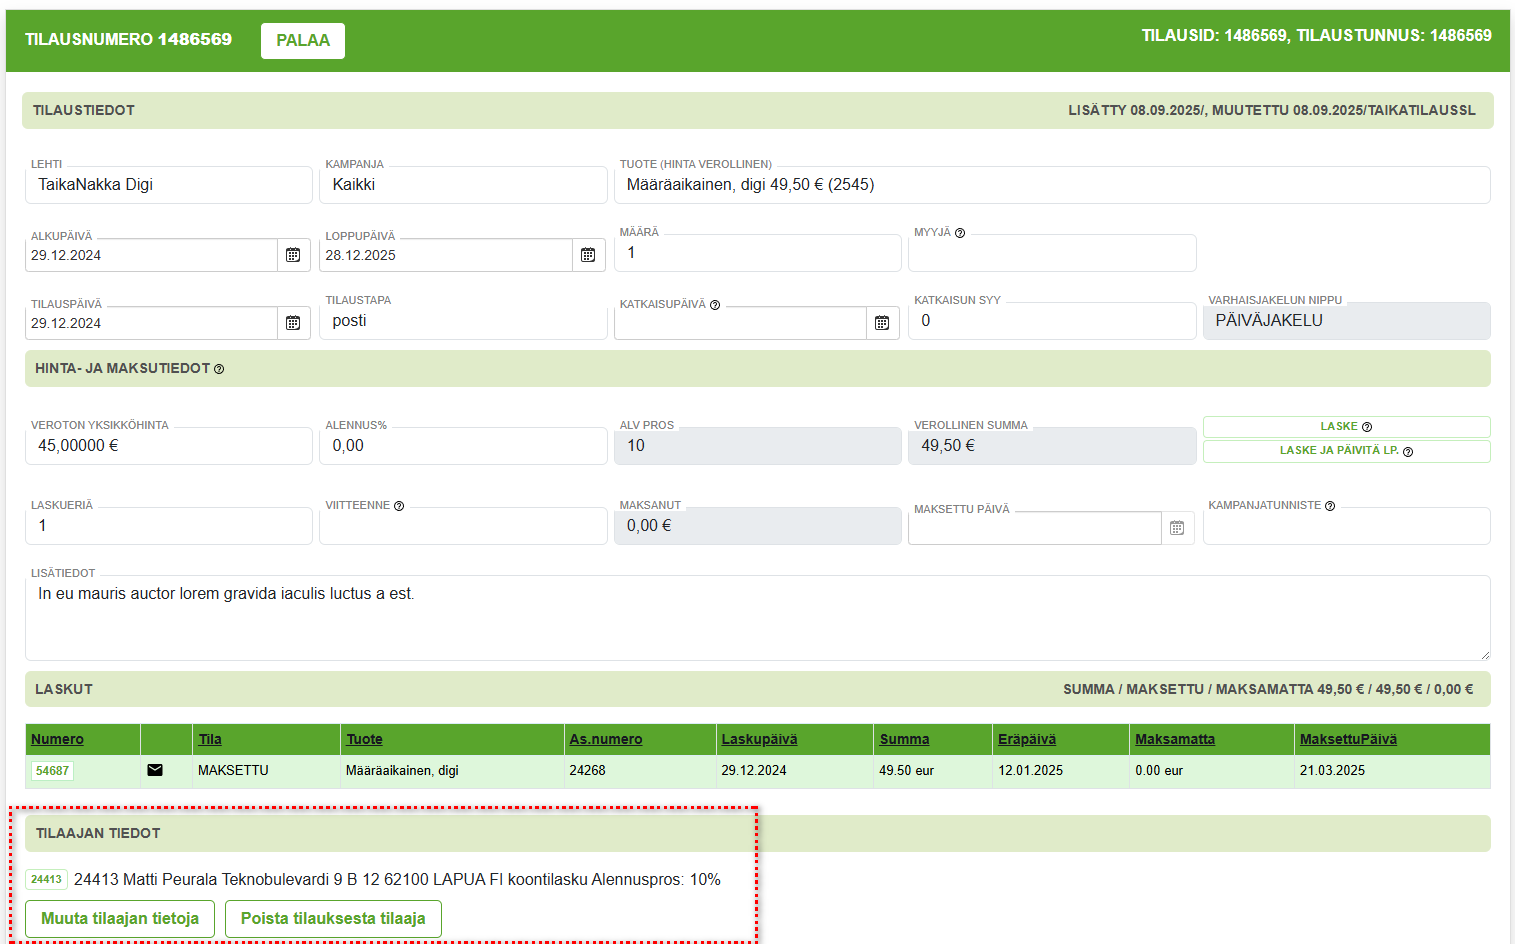 TILAUSNUMERO 1486569 PALAA TILAUSID: 1486569, TILAUSTUNNUS: 1486569
TILAUSTIEDOT LISÄTTY 08.09.2025/, MUUTETTU 08.09.2025/TAIKATILAUSSL
LEHTI KAMPANJA TUOTE (HINTA VEROLLINEN)
TaikaNakka Digi Kaikki Määräaikainen, digi 49,50 € (2545)
ALKUPÄIVÄ LOPPUPÄIVÄ MÄÄRÄ MYYJÄ
29.12.2024 28.12.2025 1
TILAUSPÄIVÄ TILAUSTAPA KATKAISUPÄIVÄ KATKAISUN SYY VARHAISJAKELUN NIPPU
29.12.2024 posti 0 PÄIVÄJAKELU
HINTA- JA MAKSUTIEDOT
VEROTON YKSIKKÖHINTA ALENNUS% ALV PROS VEROLLINEN SUMMA LASKE
45,00000 € 0,00 10 49,50 € LASKE JA PÄIVITÄ LP.
LASKUERIÄ VIITTEENNE MAKSANUT MAKSETTU PÄIVÄ KAMPANJATUNNISTE
1 0,00 €
LISÄTIEDOT
In eu mauris auctor lorem gravida iaculis luctus a est.
LASKUT SUMMA / MAKSETTU / MAKSAMATTA 49,50 € / 49,50 € / 0,00 €
Numero Tila Tuote As.numero Laskupäivä Summa Eräpäivä Maksamatta MaksettuPäivä
54687 MAKSETTU Määräaikainen, digi 24268 29.12.2024 49.50 eur 12.01.2025 0.00 eur 21.03.2025
TILAAJAN TIEDOT
24413 24413 Matti Peurala Teknobulevardi 9 B 12 62100 LAPUA FI koontilasku Alennuspros: 10%
Muuta tilaajan tietoja Poista tilauksesta tilaaja